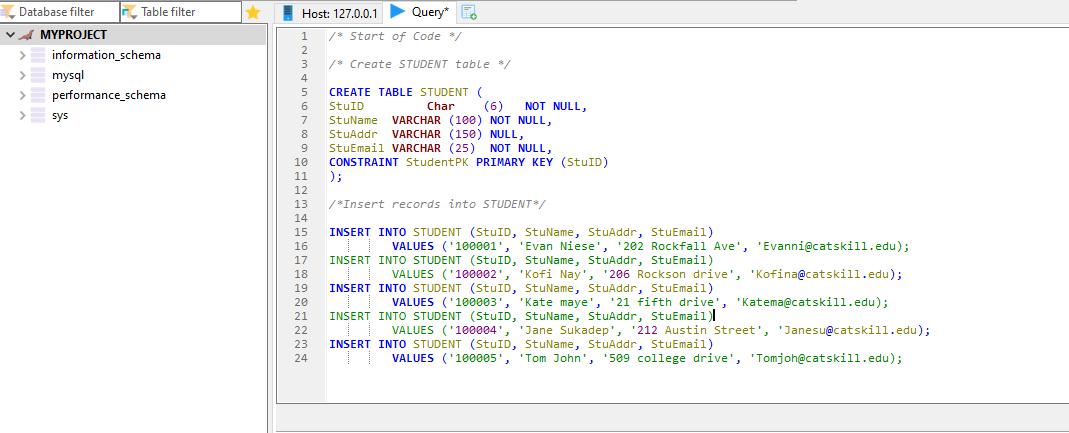 Database filter
Table filter
Host: 127.0.0.1
Query*
MYPROJECT
information_schema
mysql
performance_schema
sys
1 /* Start of Code */
2
3 /* Create STUDENT table */
4
5 CREATE TABLE STUDENT (
6 StuID Char (6) NOT NULL,
7 StuName VARCHAR (100) NOT NULL,
8 StuAddr VARCHAR (150) NULL,
9 StuEmail VARCHAR (25) NOT NULL,
10 CONSTRAINT StudentPK PRIMARY KEY (StuID)
11 );
12
13 /*Insert records into STUDENT*/
14
15 INSERT INTO STUDENT (StuID, StuName, StuAddr, StuEmail)
16 VALUES ('100001', 'Evan Niese', '202 Rockfall Ave', 'Evanni@catskill.edu);
17 INSERT INTO STUDENT (StuID, StuName, StuAddr, StuEmail)
18 VALUES ('100002', 'Kofi Nay', '206 Rockson drive', 'Kofina@catskill.edu);
19 INSERT INTO STUDENT (StuID, StuName, StuAddr, StuEmail)
20 VALUES ('100003', 'Kate maye', '21 fifth drive', 'Katema@catskill.edu);
21 INSERT INTO STUDENT (StuID, StuName, StuAddr, StuEmail)
22 VALUES ('100004', 'Jane Sukadep', '212 Austin Street', 'Janesu@catskill.edu);
23 INSERT INTO STUDENT (StuID, StuName, StuAddr, StuEmail)
24 VALUES ('100005', 'Tom John', '509 college drive', 'Tomjoh@catskill.edu);